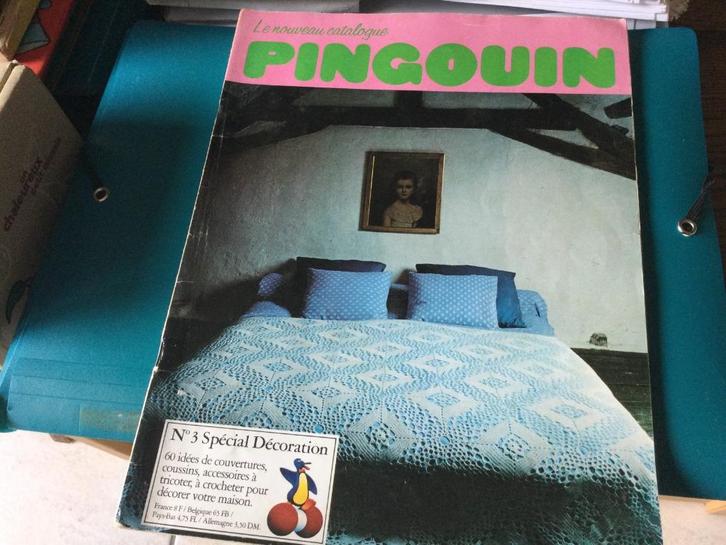 Le nouveau catalogue
PINGOUIN
N° 3 Spécial Décoration
60 idées de couvertures,
coussins, accessoires à
tricoter, à crocheter pour
décorer votre maison.
France 8 F / Belgique 65 FB /
Pays-Bas 4,75 FL / Allemagne 3,50 DM.
chaleureux